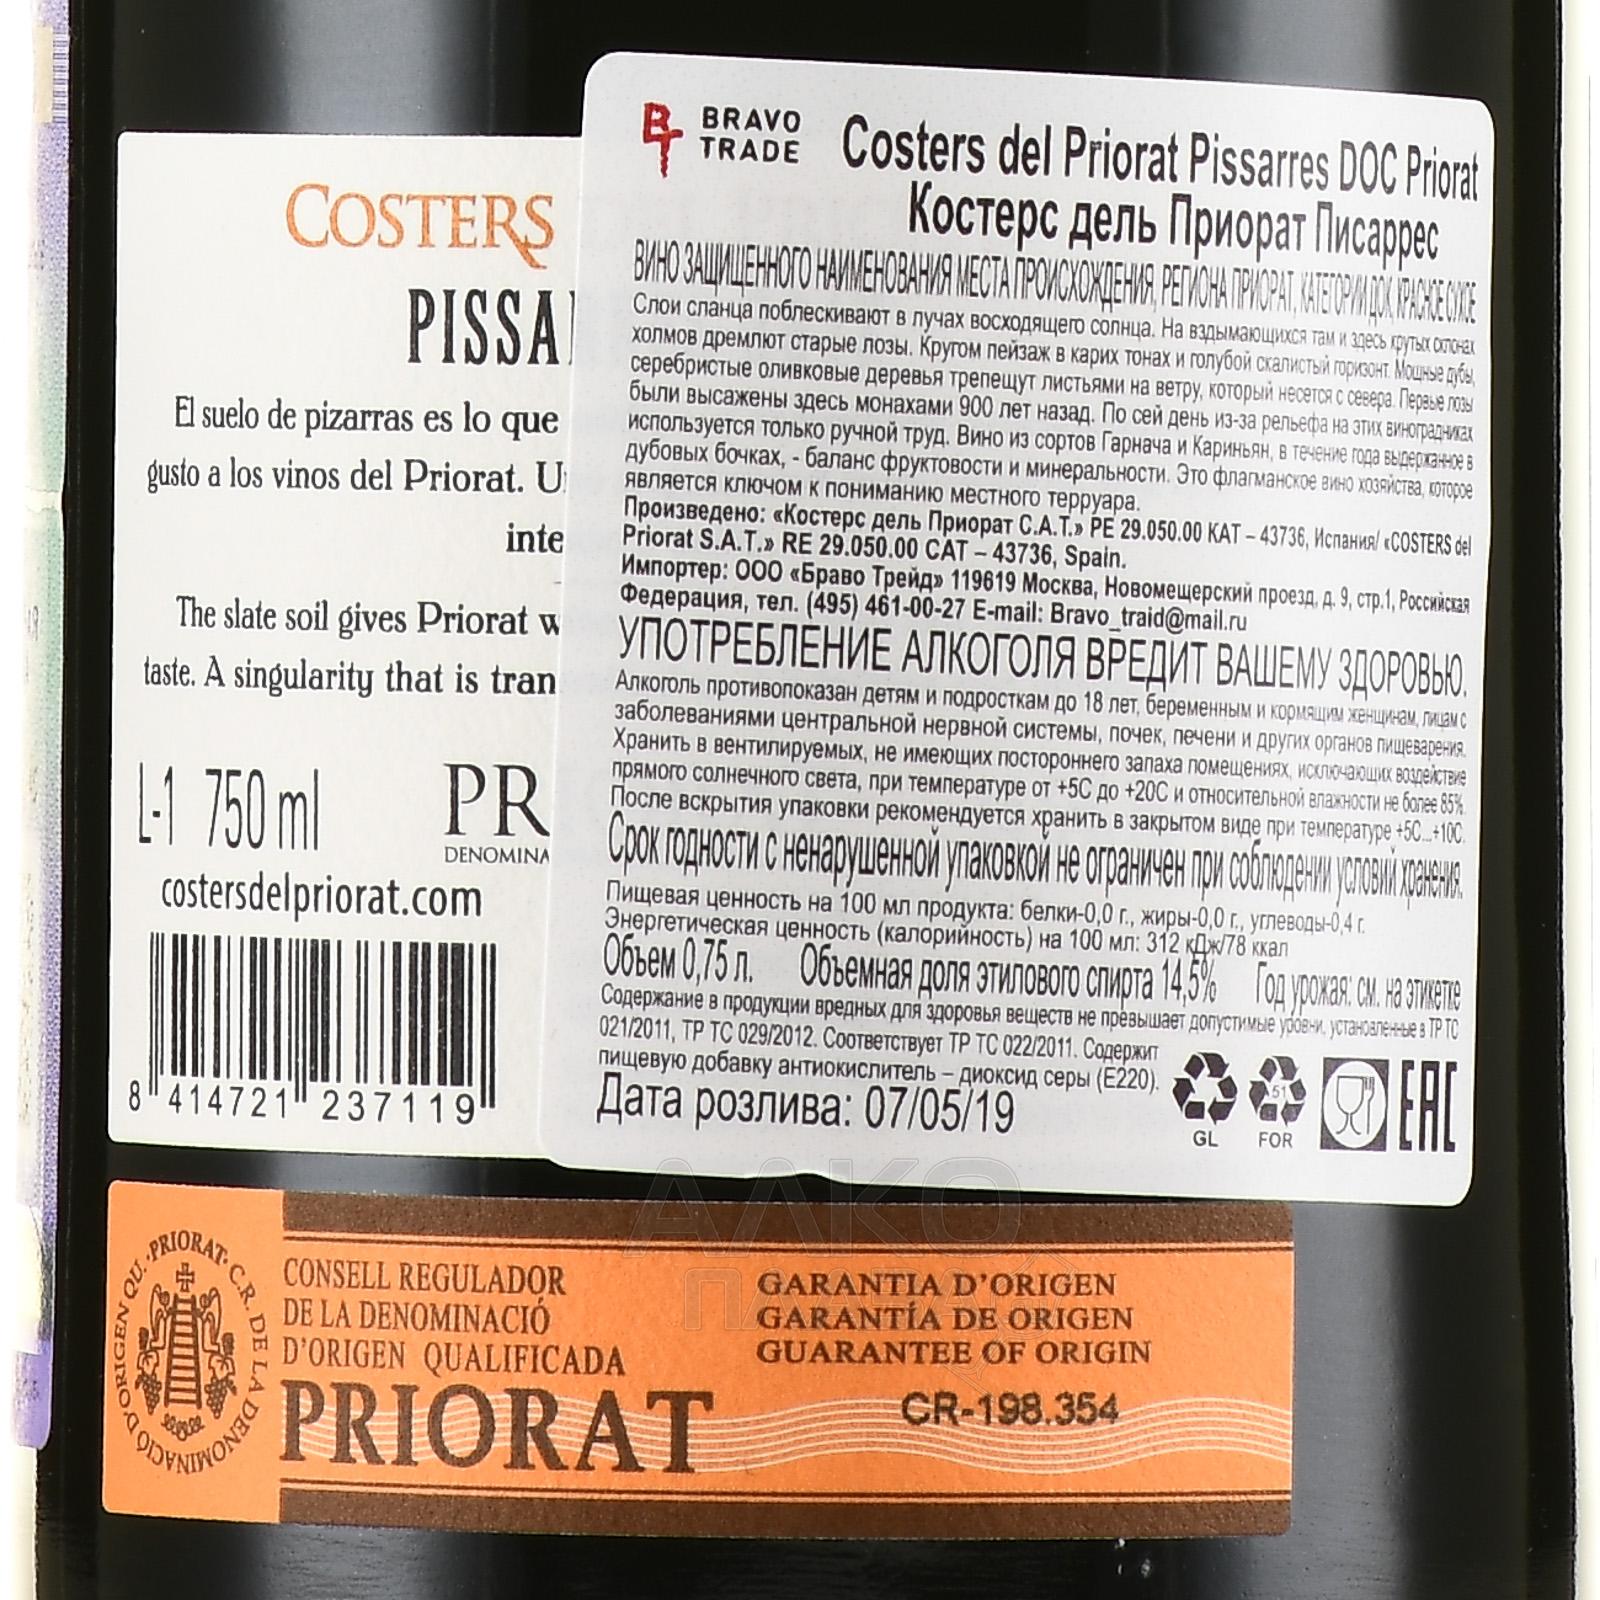 COSTERS
PISSA
El suelo de pizarras es lo que
gusto a los vinos del Priorat. U
inte
The slate soil gives Priorat w
taste. A singularity that is tran
L-1 750 ml
PR
DENOMINA
costersdelpriorat.com
8 414721 237119
BRAVO
TRADE
Costers del Priorat Pissarres DOC Priorat
Костерс дель Приорат Писаррес
ВИНО ЗАЩИЩЕННОГО НАИМЕНОВАНИЯ МЕСТА ПРОИСХОЖДЕНИЯ, РЕГИОНА ПРИОРАТ, КАТЕГОРИИ ДОК, КРАСНОЕ СУХОЕ
Слои сланца поблескивают в лучах восходящего солнца. На вздымающихся там и здесь крутых склонах
холмов дремлют старые лозы. Кругом пейзаж в карих тонах и голубой скалистый горизонт. Мощные дубы,
серебристые оливковые деревья трепещут листьями на ветру, который несется с севера. Первые лозы
были высажены здесь монахами 900 лет назад. По сей день из-за рельефа на этих виноградниках
используется только ручной труд. Вино из сортов Гарнача и Кариньян, в течение года выдержанное в
дубовых бочках, - баланс фруктовости и минеральности. Это флагманское вино хозяйства, которое
является ключом к пониманию местного терруара.
Произведено: «Костерс дель Приорат С.А.Т.» РЕ 29.050.00 КАТ – 43736, Испания/ «COSTERS del
Priorat S.A.T.» RE 29.050.00 CAT – 43736, Spain.
Импортер: ООО «Браво Трейд» 119619 Москва, Новомещерский проезд, д. 9, стр.1, Российская
Федерация, тел. (495) 461-00-27 E-mail: Bravo_traid@mail.ru
УПОТРЕБЛЕНИЕ АЛКОГОЛЯ ВРЕДИТ ВАШЕМУ ЗДОРОВЬЮ.
Алкоголь противопоказан детям и подросткам до 18 лет, беременным и кормящим женщинам, лицам с
заболеваниями центральной нервной системы, почек, печени и других органов пищеварения.
Хранить в вентилируемых, не имеющих постороннего запаха помещениях, исключающих воздействие
прямого солнечного света, при температуре от +5С до +20С и относительной влажности не более 85%.
После вскрытия упаковки рекомендуется хранить в закрытом виде при температуре +5С...+10С.
Срок годности с ненарушенной упаковкой не ограничен при соблюдении условий хранения.
Пищевая ценность на 100 мл продукта: белки-0,0 г., жиры-0,0 г., углеводы-0,4 г.
Энергетическая ценность (калорийность) на 100 мл: 312 кДж/78 ккал
Объем 0,75 л. Объемная доля этилового спирта 14,5% Год урожая: см. на этикетке
Содержание в продукции вредных для здоровья веществ не превышает допустимые уровни, установленные в ТР ТС
021/2011, ТР ТС 029/2012. Соответствует ТР ТС 022/2011. Содержит
пищевую добавку антиокислитель – диоксид серы (Е220).
Дата розлива: 07/05/19
GL
51
FOR
EAC
АЛКО
ПЛАЗА
·PRIORAT· C.R. DE LA DENOMINACIÓ D'ORIGEN QU.
CONSELL REGULADOR
DE LA DENOMINACIÓ
D'ORIGEN QUALIFICADA
PRIORAT
GARANTIA D'ORIGEN
GARANTÍA DE ORIGEN
GUARANTEE OF ORIGIN
CR-198.354